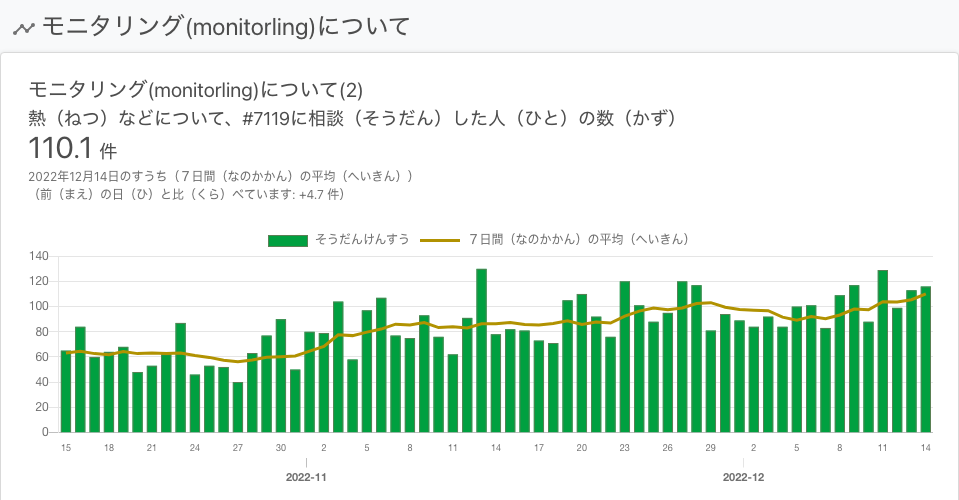 モニタリング(monitorling)について
モニタリング(monitorling)について(2)
熱（ねつ）などについて、#7119に相談（そうだん）した人（ひと）の数（かず）
110.1 件
2022年12月14日のすうち（７日間（なのかかん）の平均（へいきん））
（前（まえ）の日（ひ）と比（くら）べています: +4.7 件）
そうだんけんすう ７日間（なのかかん）の平均（へいきん）
140
120
100
80
60
40
20
0
15 18 21 24 27 30 2 5 8 11 14 17 20 23 26 29 2 5 8 11 14
2022-11 2022-12